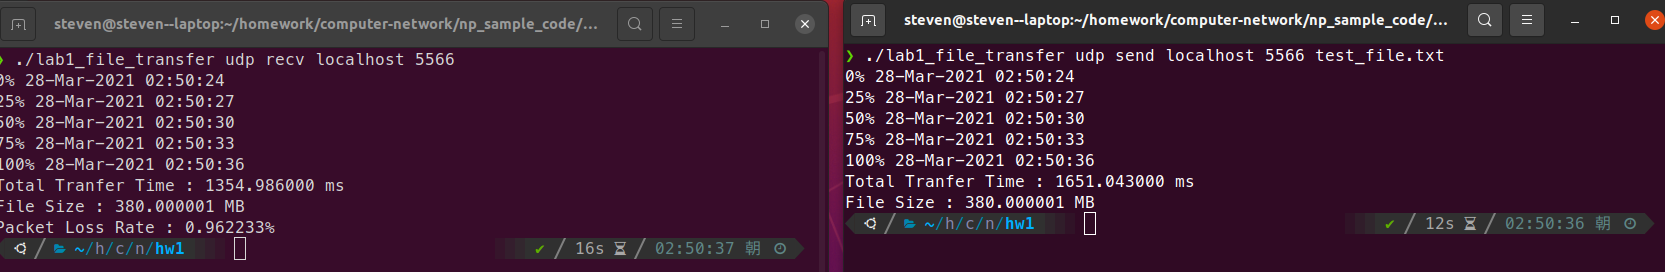 steven@steven--laptop:~/homework/computer-network/np_sample_code/...
❯ ./lab1_file_transfer udp recv localhost 5566
0% 28-Mar-2021 02:50:24
25% 28-Mar-2021 02:50:27
50% 28-Mar-2021 02:50:30
75% 28-Mar-2021 02:50:33
100% 28-Mar-2021 02:50:36
Total Tranfer Time : 1354.986000 ms
File Size : 380.000001 MB
Packet Loss Rate : 0.962233%
~/h/c/n/hw1 ✔ 16s 02:50:37 朝
steven@steven--laptop:~/homework/computer-network/np_sample_code/...
❯ ./lab1_file_transfer udp send localhost 5566 test_file.txt
0% 28-Mar-2021 02:50:24
25% 28-Mar-2021 02:50:27
50% 28-Mar-2021 02:50:30
75% 28-Mar-2021 02:50:33
100% 28-Mar-2021 02:50:36
Total Tranfer Time : 1651.043000 ms
File Size : 380.000001 MB
~/h/c/n/hw1 ✔ 12s 02:50:36 朝